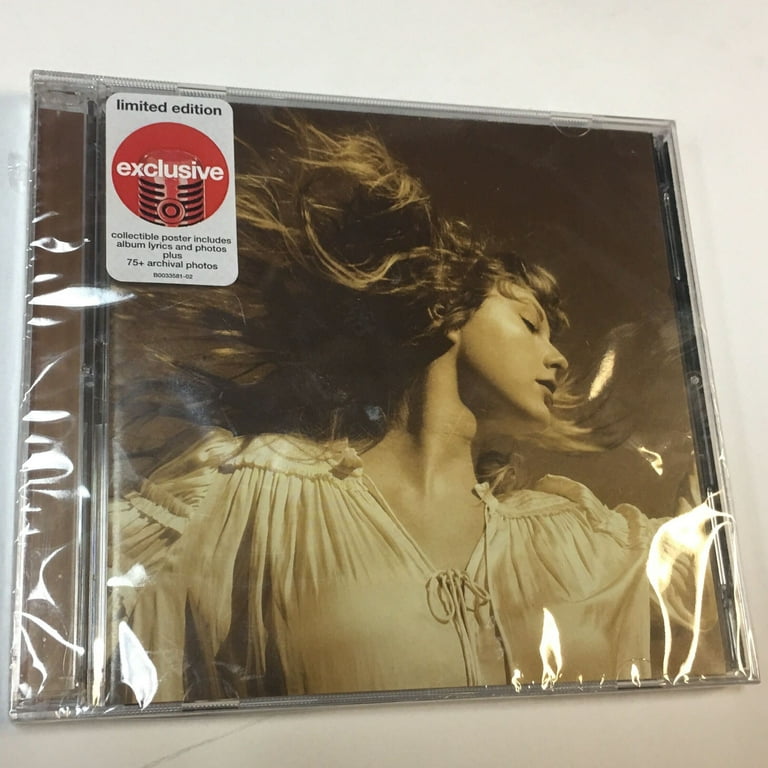 limited edition
exclusive
collectible poster includes
album lyrics and photos
plus
75+ archival photos
B0033581-02